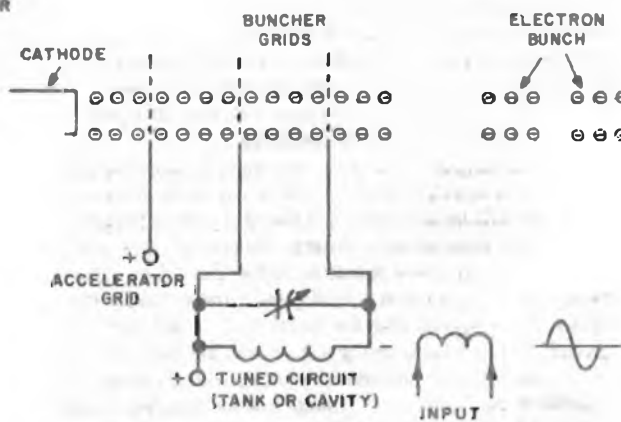 R
BUNCHER
GRIDS
ELECTRON
BUNCH
CATHODE
+
ACCELERATOR
GRID
-
+
TUNED CIRCUIT
(TANK OR CAVITY)
INPUT